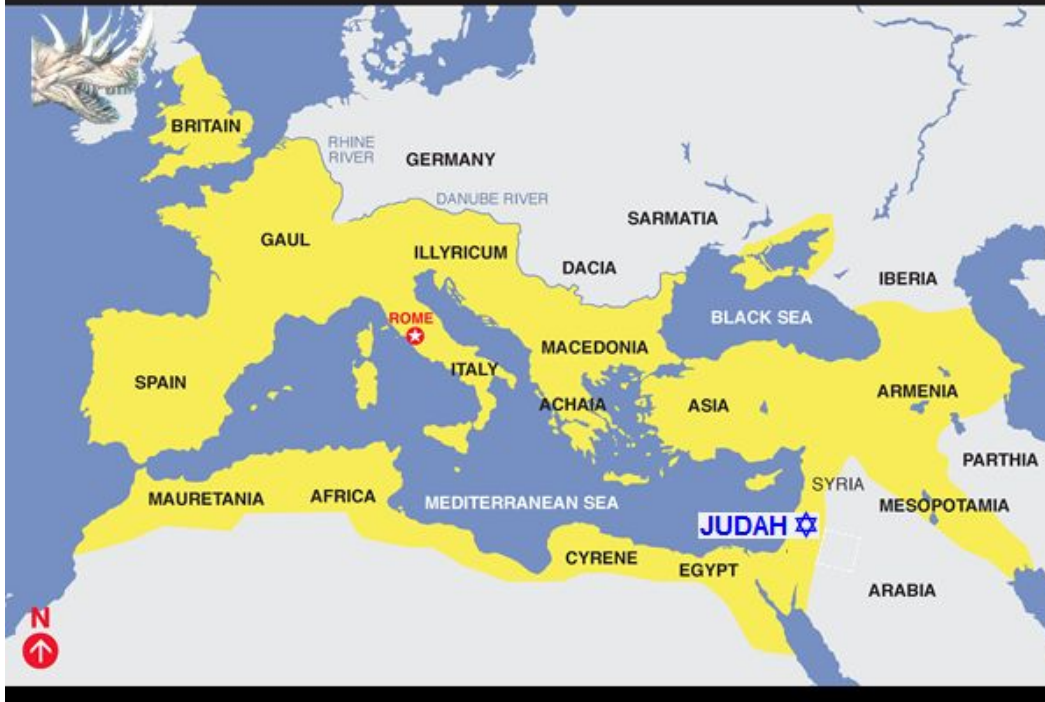 BRITAIN
RHINE
RIVER
GERMANY
DANUBE RIVER
SARMATIA
GAUL
ILLYRICUM
DACIA
IBERIA
ROME
BLACK SEA
MACEDONIA
ITALY
SPAIN
ACHAIA
ASIA
ARMENIA
PARTHIA
SYRIA
MAURETANIA
AFRICA
MEDITERRANEAN SEA
MESOPOTAMIA
JUDAH
CYRENE
EGYPT
ARABIA
N